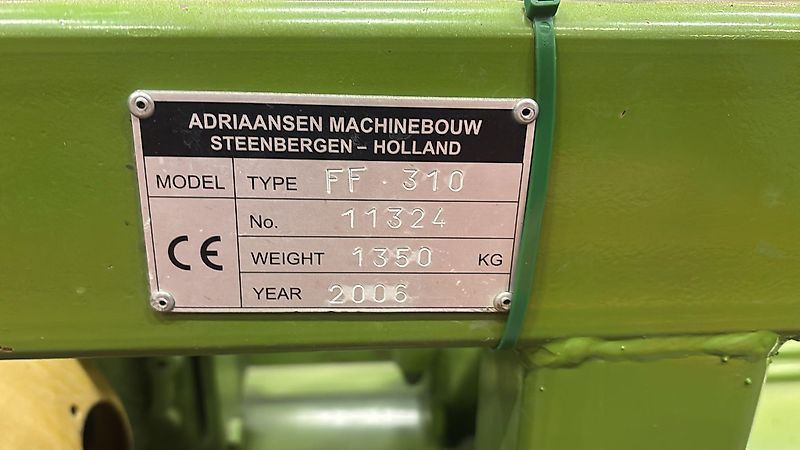 ADRIAANSEN MACHINEBOUW
STEENBERGEN – HOLLAND
MODEL TYPE FF 310
No. 11324
CE WEIGHT 1350 KG
YEAR 2006